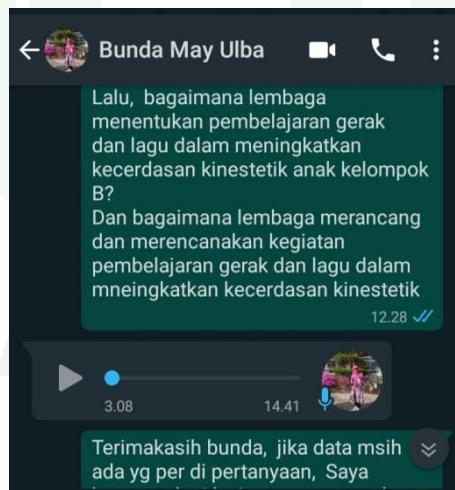 Bunda May Ulba
Lalu, bagaimana lembaga
menentukan pembelajaran gerak
dan lagu dalam meningkatkan
kecerdasan kinestetik anak kelompok
B?
Dan bagaimana lembaga merancang
dan merencanakan kegiatan
pembelajaran gerak dan lagu dalam
mneingkatkan kecerdasan kinestetik
12.28
3.08 14.41
Terimakasih bunda, jika data msih
ada yg per di pertanyaan, Saya